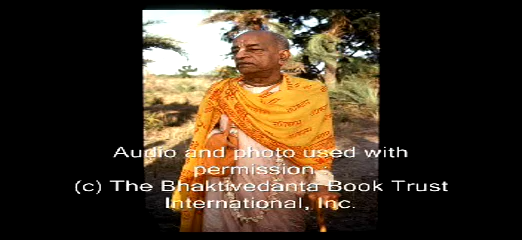 Audio and photo used with
permission.
(c) The Bhaktivedanta Book Trust
International, Inc.